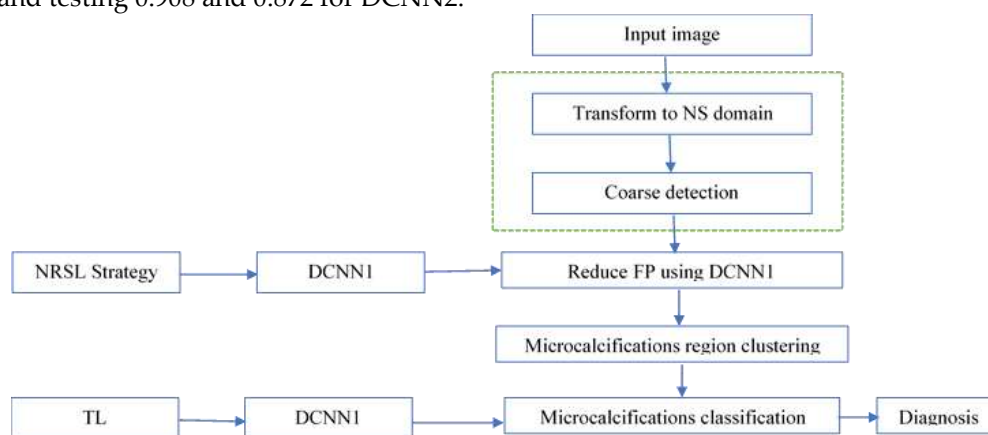 and testing 0.908 and 0.872 for DCNN2.
Input image
Transform to NS domain
Coarse detection
NRSL Strategy
DCNN1
Reduce FP using DCNN1
Microcalcifications region clustering
TL
DCNN1
Microcalcifications classification
Diagnosis